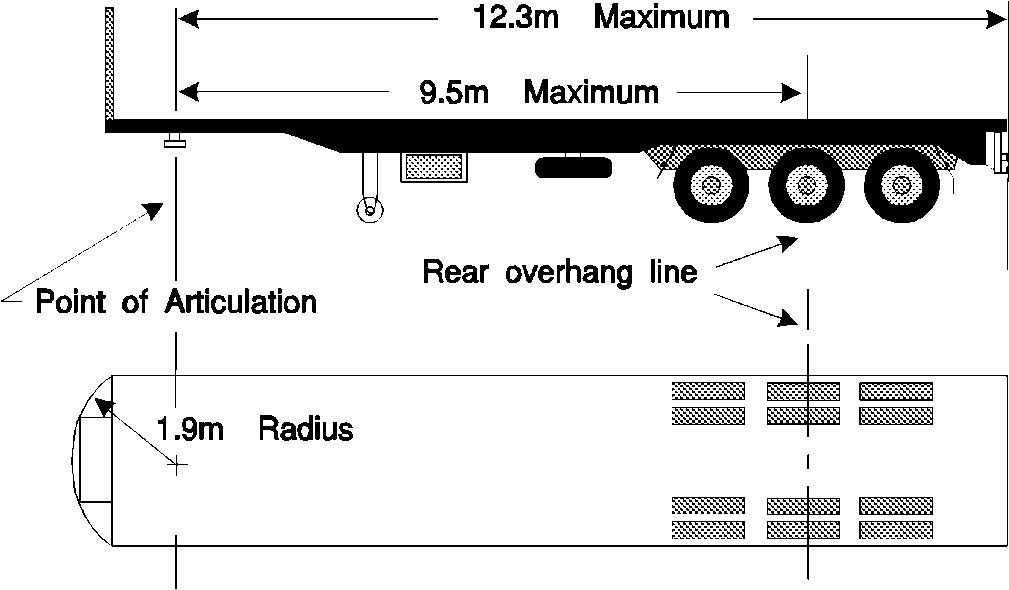 12.3m Maximum
9.5m Maximum
Rear overhang line
Point of Articulation
1.9m Radius